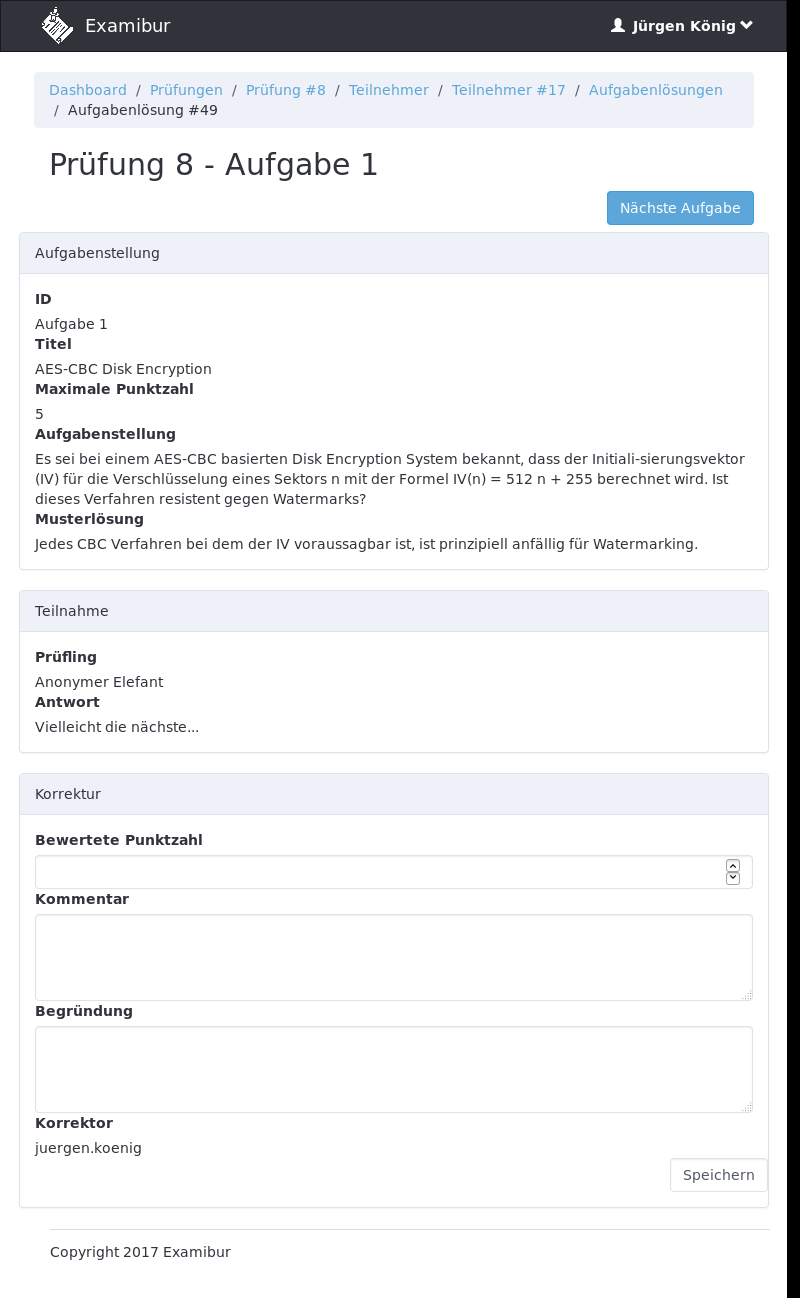 Examibur
Jürgen König
Dashboard / Prüfungen / Prüfung #8 / Teilnehmer / Teilnehmer #17 / Aufgabenlösungen
/ Aufgabenlösung #49
Prüfung 8 - Aufgabe 1
Nächste Aufgabe
Aufgabenstellung
ID
Aufgabe 1
Titel
AES-CBC Disk Encryption
Maximale Punktzahl
5
Aufgabenstellung
Es sei bei einem AES-CBC basierten Disk Encryption System bekannt, dass der Initiali-sierungsvektor
(IV) für die Verschlüsselung eines Sektors n mit der Formel IV(n) = 512 n + 255 berechnet wird. Ist
dieses Verfahren resistent gegen Watermarks?
Musterlösung
Jedes CBC Verfahren bei dem der IV voraussagbar ist, ist prinzipiell anfällig für Watermarking.
Teilnahme
Prüfling
Anonymer Elefant
Antwort
Vielleicht die nächste...
Korrektur
Bewertete Punktzahl
Kommentar
Begründung
Korrektor
juergen.koenig
Speichern
Copyright 2017 Examibur